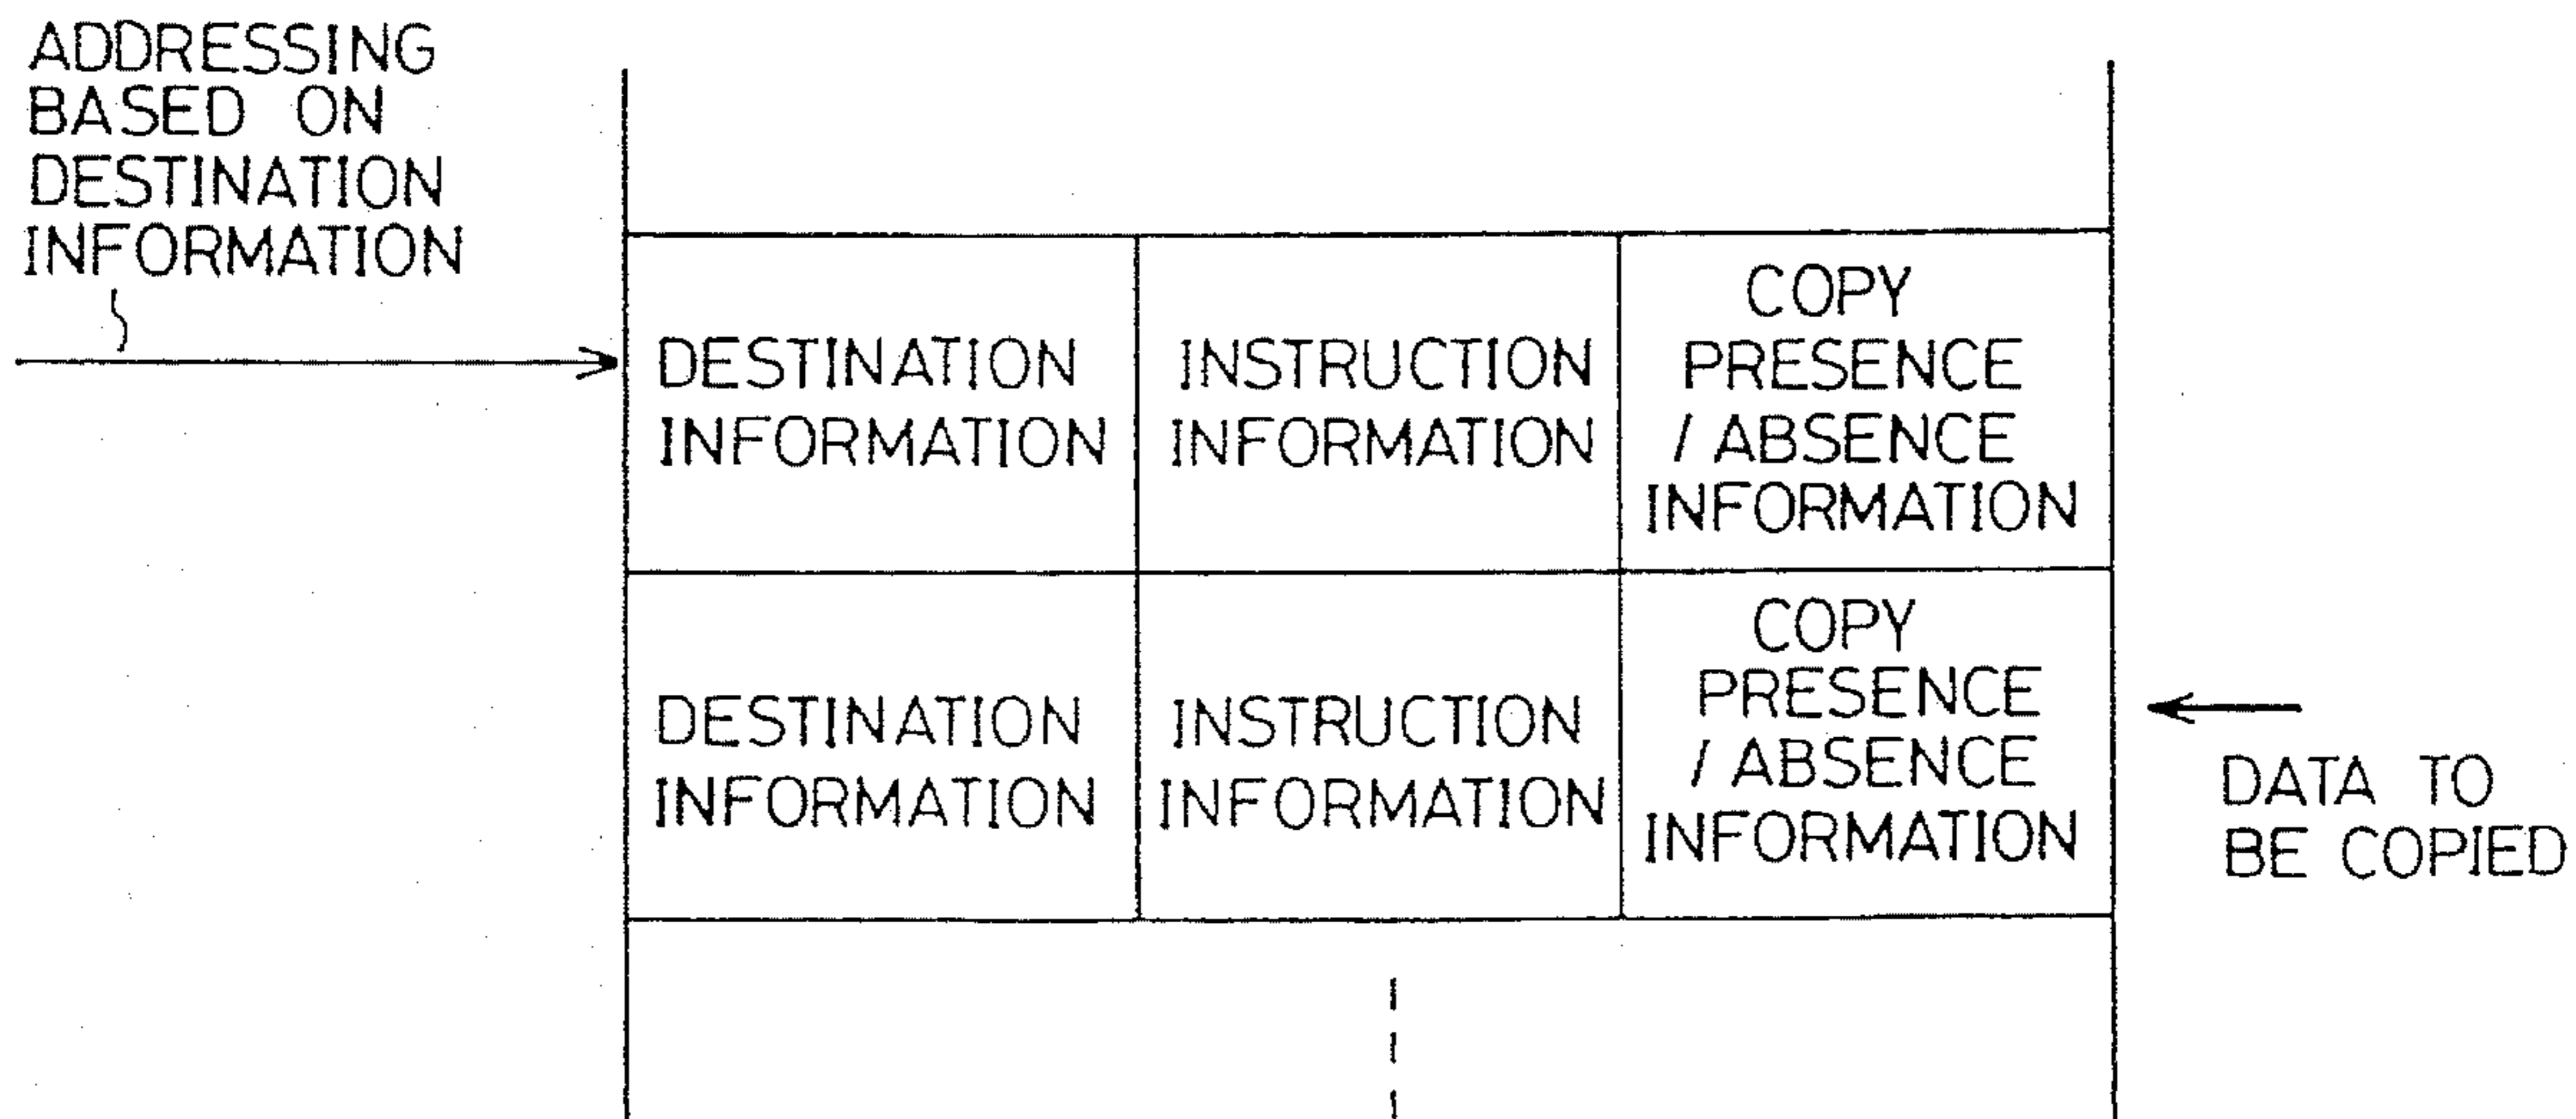 ADDRESSING
BASED ON
DESTINATION
INFORMATION
DESTINATION
INFORMATION
INSTRUCTION
INFORMATION
COPY
PRESENCE
/ ABSENCE
INFORMATION
DESTINATION
INFORMATION
INSTRUCTION
INFORMATION
COPY
PRESENCE
/ ABSENCE
INFORMATION
DATA TO
BE COPIED